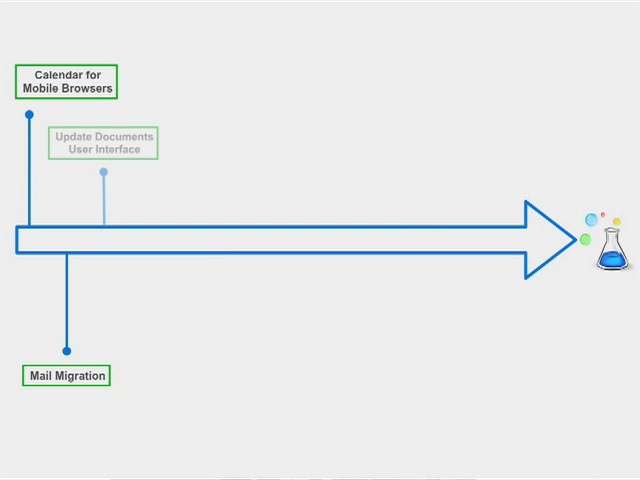 Calendar for
Mobile Browsers
Update Documents
User Interface
Mail Migration